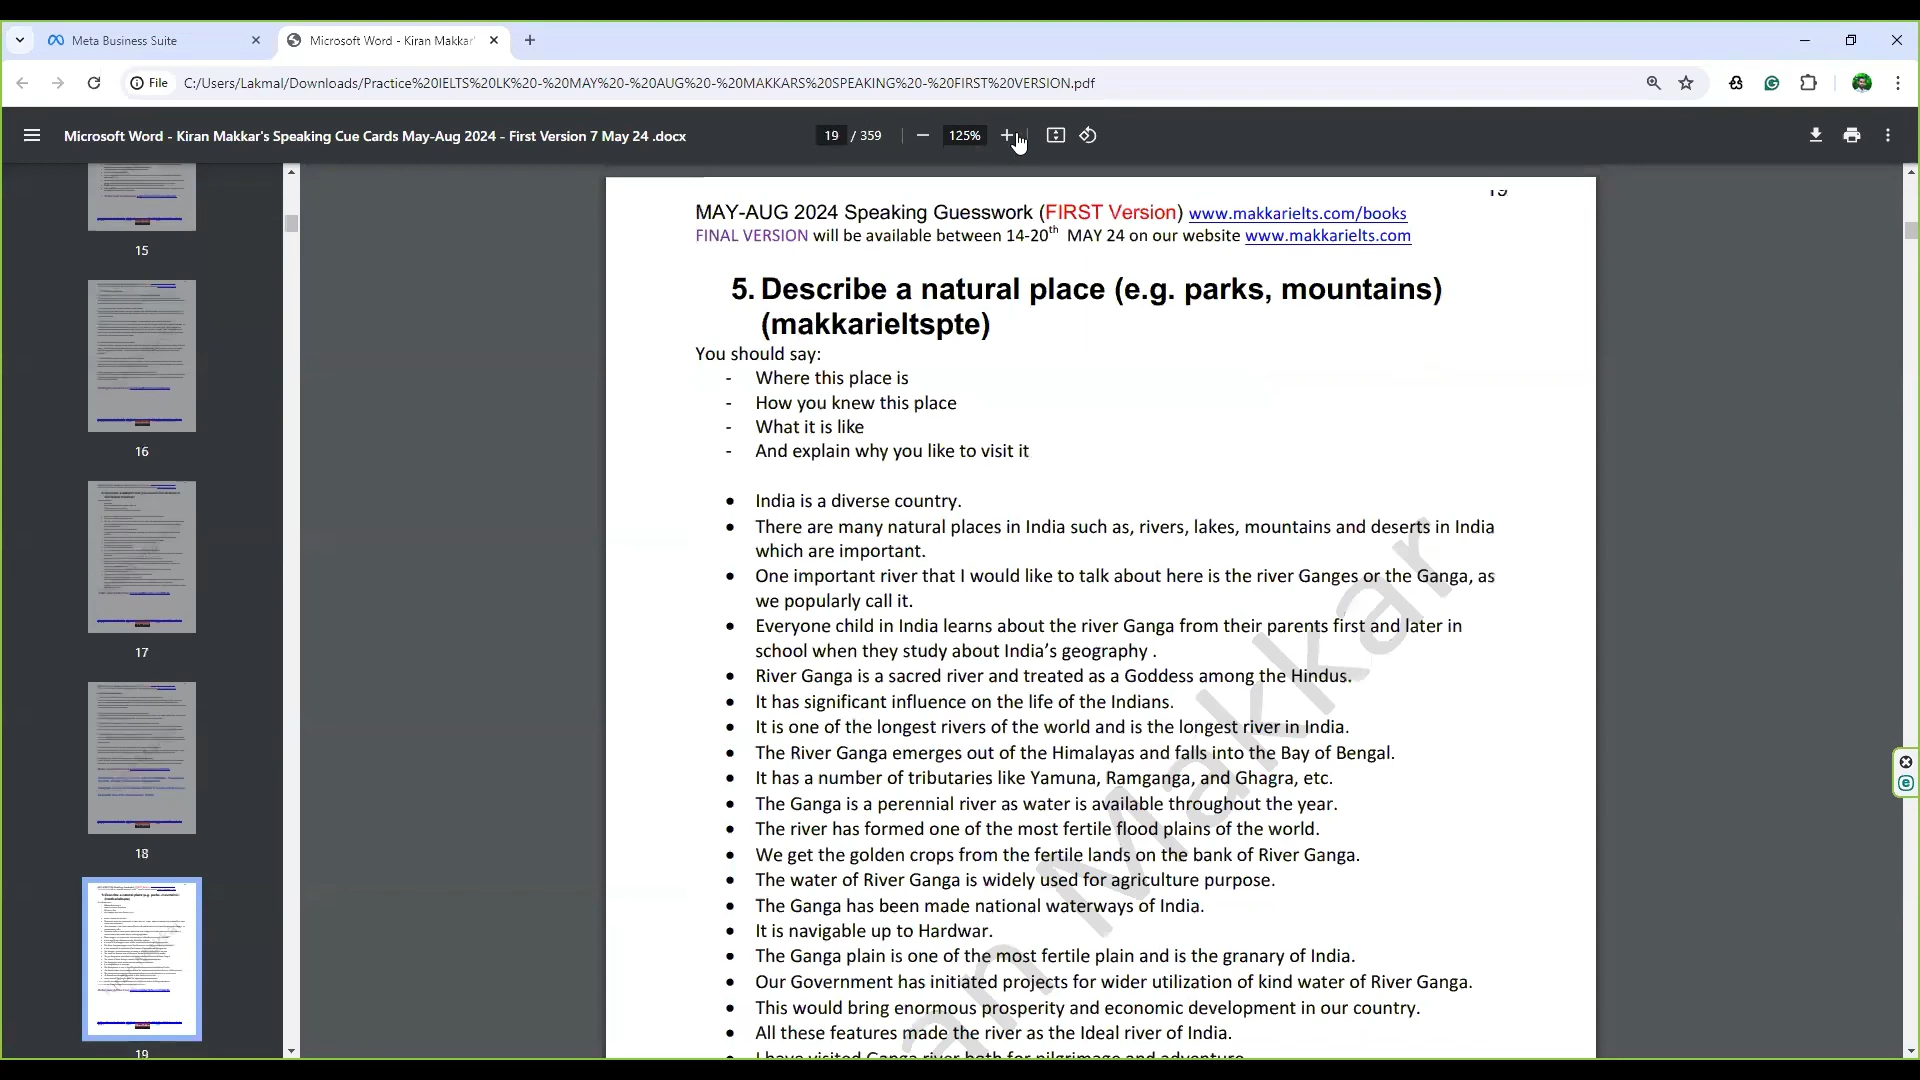 Meta Business Suite
Microsoft Word - Kiran Makkar'
File
C:/Users/Lakmal/Downloads/Practice%20IELTS%20LK%20-%20MAY%20-%20AUG%20-%20MAKKARS%20SPEAKING%20-%20FIRST%20VERSION.pdf
Microsoft Word - Kiran Makkar's Speaking Cue Cards May-Aug 2024 - First Version 7 May 24 .docx
19 / 359
125%
15
16
17
18
19
19
MAY-AUG 2024 Speaking Guesswork (FIRST Version) www.makkarielts.com/books
FINAL VERSION will be available between 14-20th MAY 24 on our website www.makkarielts.com
5. Describe a natural place (e.g. parks, mountains)
(makkarieltspte)
You should say:
- Where this place is
- How you knew this place
- What it is like
- And explain why you like to visit it
• India is a diverse country.
• There are many natural places in India such as, rivers, lakes, mountains and deserts in India
which are important.
• One important river that I would like to talk about here is the river Ganges or the Ganga, as
we popularly call it.
• Everyone child in India learns about the river Ganga from their parents first and later in
school when they study about India's geography .
• River Ganga is a sacred river and treated as a Goddess among the Hindus.
• It has significant influence on the life of the Indians.
• It is one of the longest rivers of the world and is the longest river in India.
• The River Ganga emerges out of the Himalayas and falls into the Bay of Bengal.
• It has a number of tributaries like Yamuna, Ramganga, and Ghagra, etc.
• The Ganga is a perennial river as water is available throughout the year.
• The river has formed one of the most fertile flood plains of the world.
• We get the golden crops from the fertile lands on the bank of River Ganga.
• The water of River Ganga is widely used for agriculture purpose.
• The Ganga has been made national waterways of India.
• It is navigable up to Hardwar.
• The Ganga plain is one of the most fertile plain and is the granary of India.
• Our Government has initiated projects for wider utilization of kind water of River Ganga.
• This would bring enormous prosperity and economic development in our country.
• All these features made the river as the Ideal river of India.
• I have visited Ganga river both for pilgrimage and adventure
an Makkar